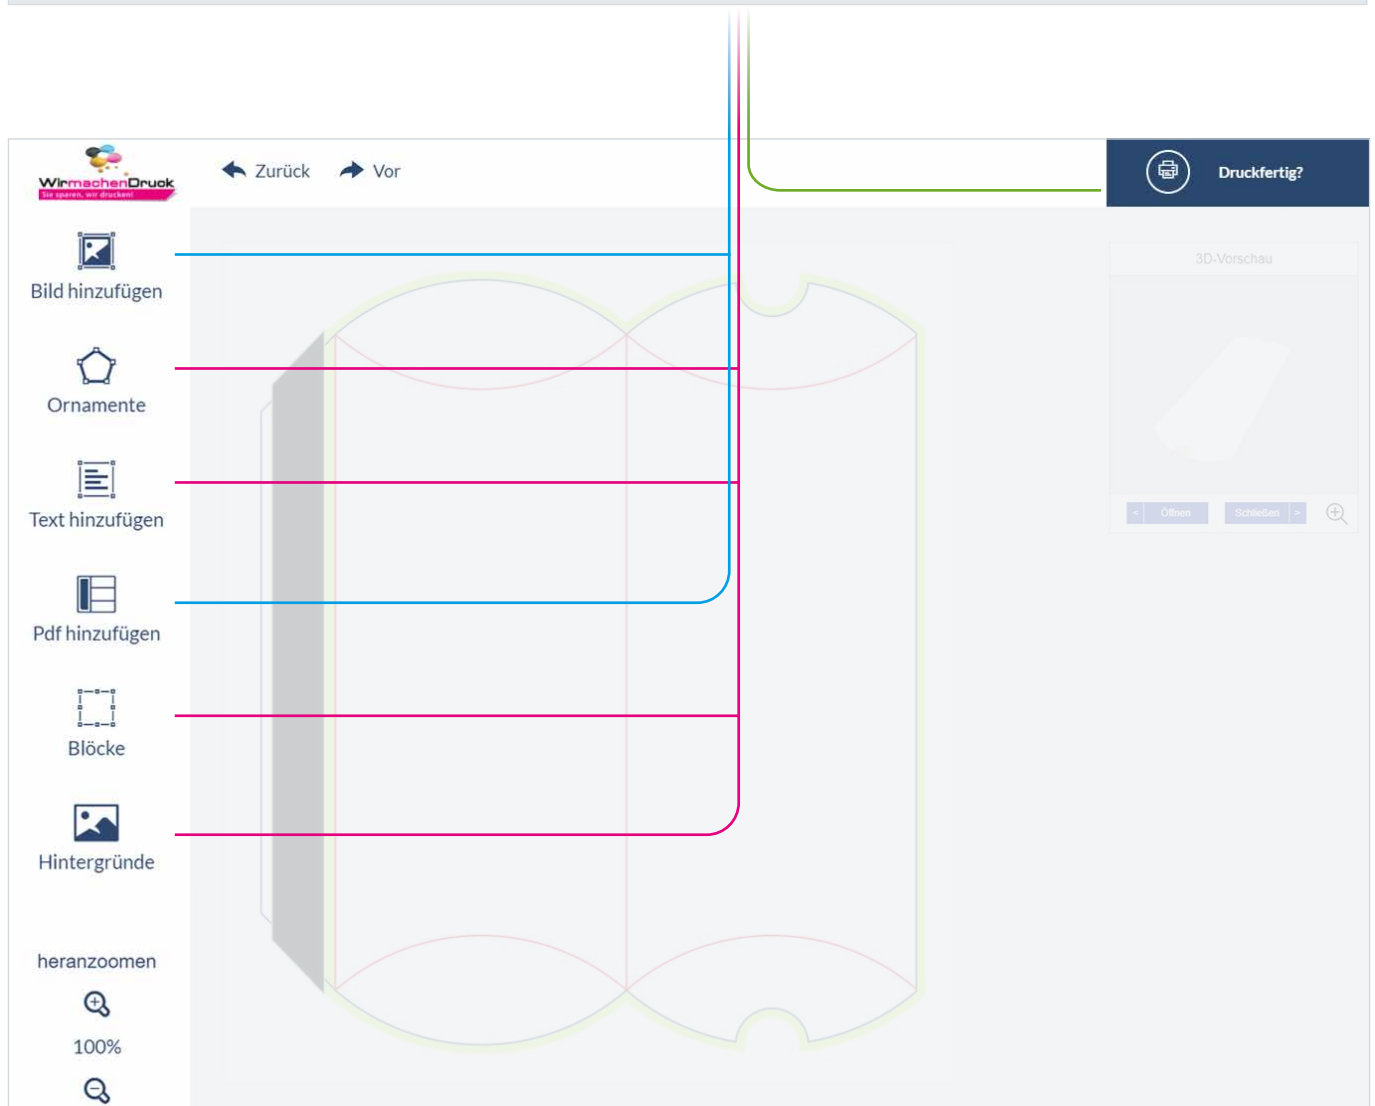 WirmachenDruck
Sie sparen, wir drucken!
Zurück Vor
Druckfertig?
Bild hinzufügen
3D-Vorschau
Ornamente
Text hinzufügen
< Öffnen Schließen >
Pdf hinzufügen
Blöcke
Hintergründe
heranzoomen
100%